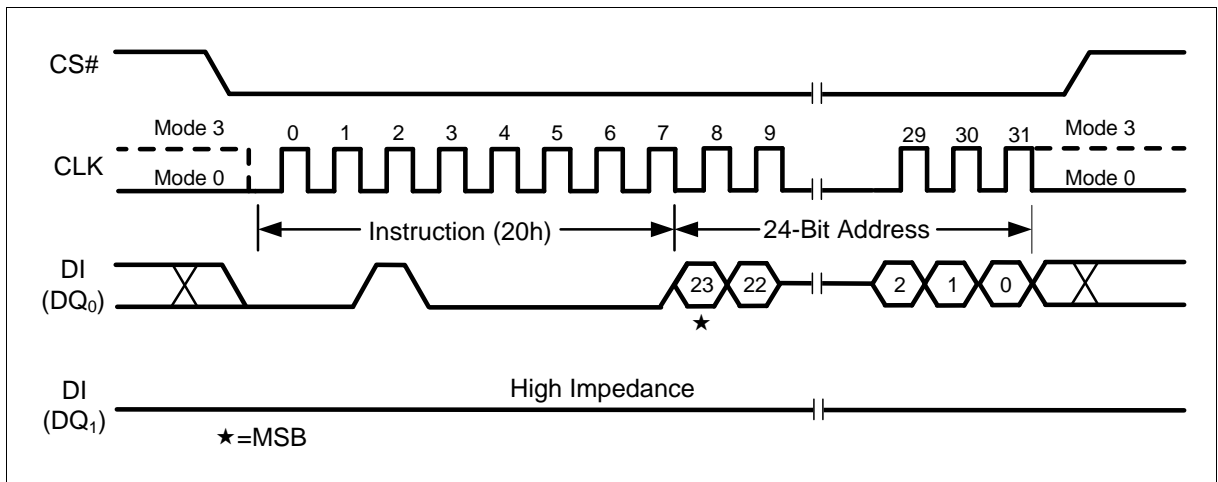 CS#
Mode 3 0 1 2 3 4 5 6 7 8 9 29 30 31 Mode 3
CLK
Mode 0 Mode 0
Instruction (20h) 24-Bit Address
DI
(DQ₀)
23 22 2 1 0
★
High Impedance
DI
(DQ₁)
★=MSB